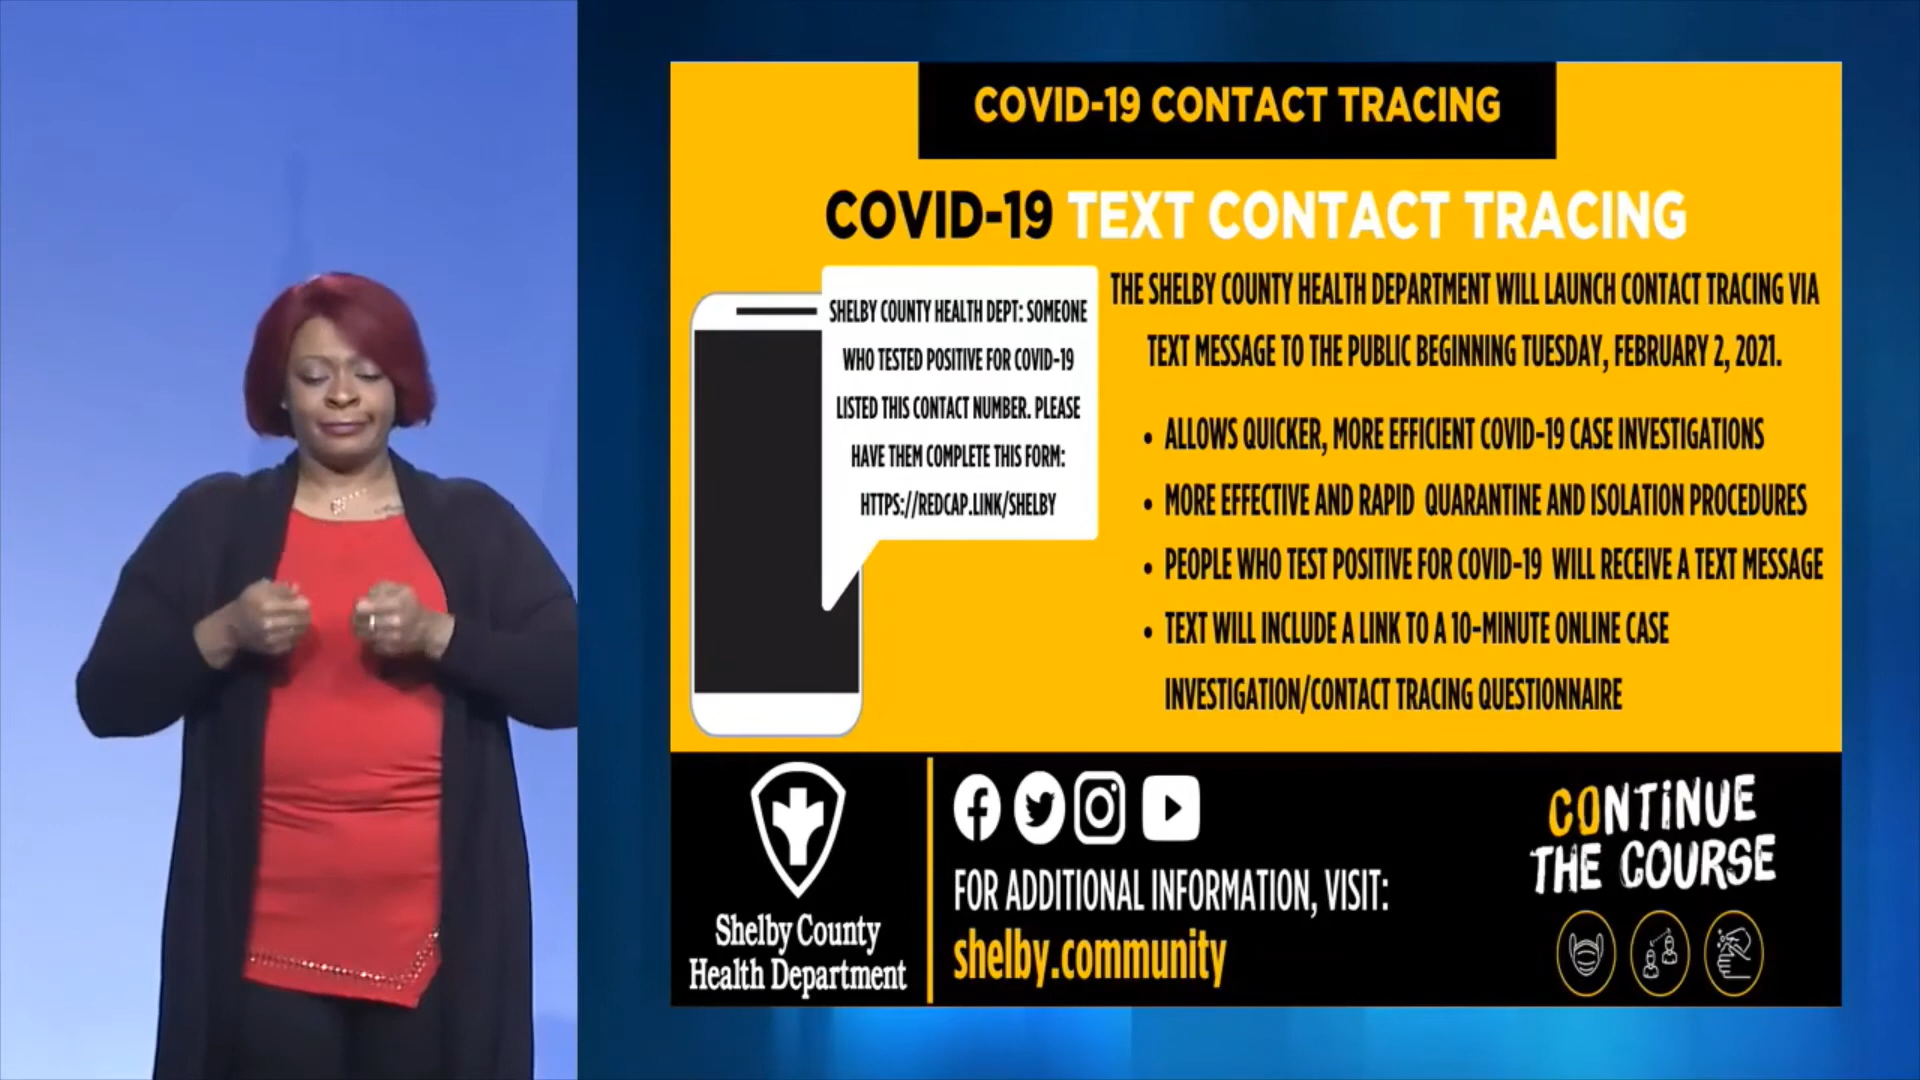 COVID-19 CONTACT TRACING
COVID-19 TEXT CONTACT TRACING
SHELBY COUNTY HEALTH DEPT: SOMEONE
WHO TESTED POSITIVE FOR COVID-19
LISTED THIS CONTACT NUMBER. PLEASE
HAVE THEM COMPLETE THIS FORM:
HTTPS://REDCAP.LINK/SHELBY
THE SHELBY COUNTY HEALTH DEPARTMENT WILL LAUNCH CONTACT TRACING VIA
TEXT MESSAGE TO THE PUBLIC BEGINNING TUESDAY, FEBRUARY 2, 2021.
• ALLOWS QUICKER, MORE EFFICIENT COVID-19 CASE INVESTIGATIONS
• MORE EFFECTIVE AND RAPID QUARANTINE AND ISOLATION PROCEDURES
• PEOPLE WHO TEST POSITIVE FOR COVID-19 WILL RECEIVE A TEXT MESSAGE
• TEXT WILL INCLUDE A LINK TO A 10-MINUTE ONLINE CASE
INVESTIGATION/CONTACT TRACING QUESTIONNAIRE
Shelby County
Health Department
FOR ADDITIONAL INFORMATION, VISIT:
shelby.community
CONTiNUE
THE COURSE